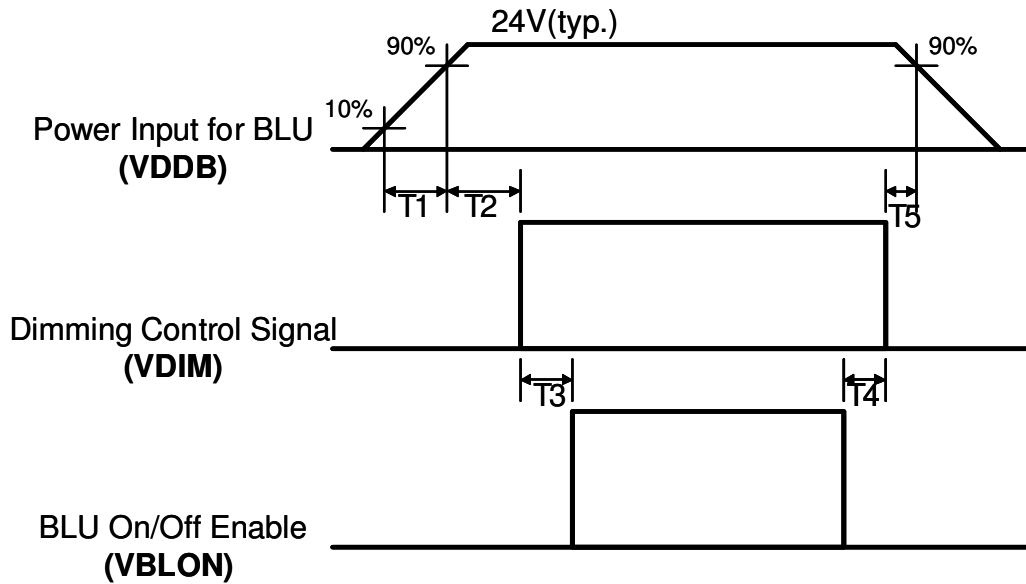 24V(typ.)
90%
90%
10%
Power Input for BLU
(VDDB)
T1
T2
T5
Dimming Control Signal
(VDIM)
T3
T4
BLU On/Off Enable
(VBLON)